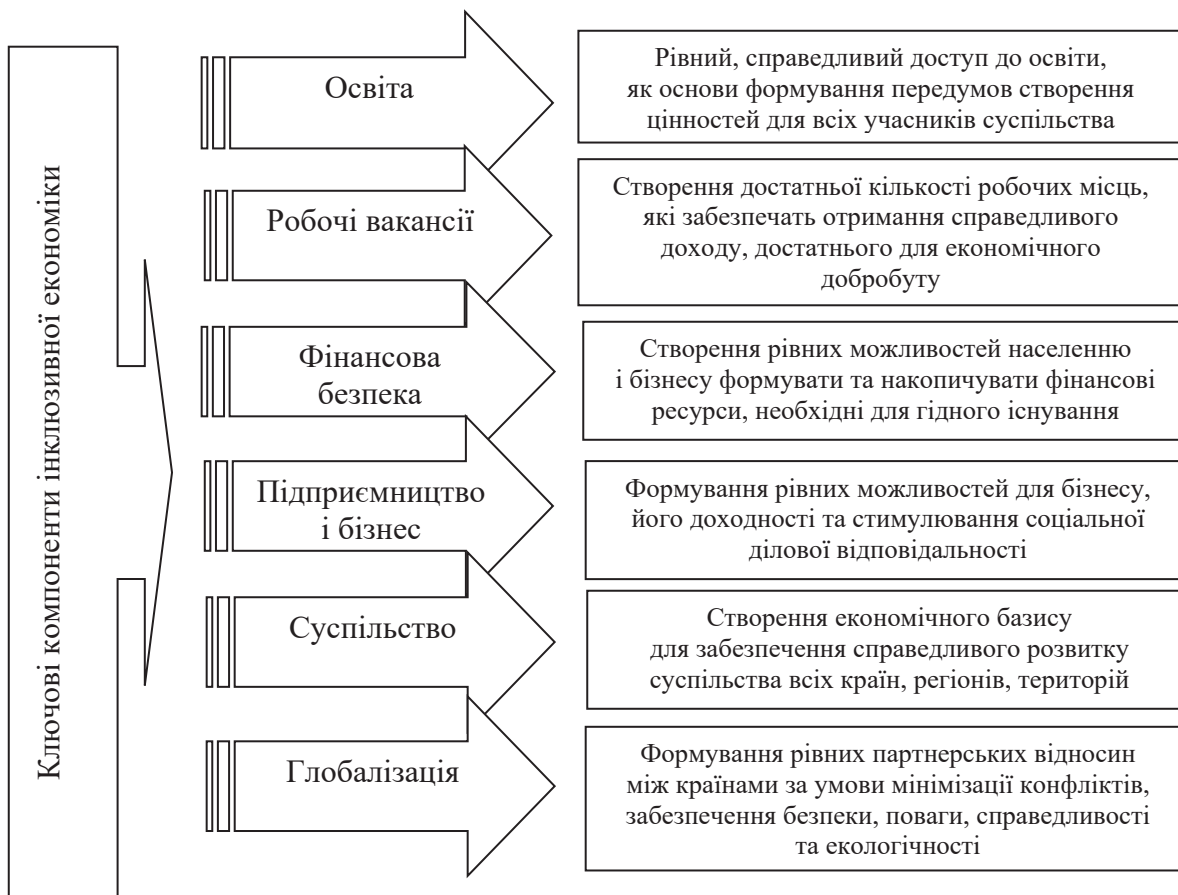 Ключові компоненти інклюзивної економіки
Освіта
Рівний, справедливий доступ до освіти,
як основи формування передумов створення
цінностей для всіх учасників суспільства
Робочі вакансії
Створення достатньої кількості робочих місць,
які забезпечать отримання справедливого
доходу, достатнього для економічного
добробуту
Фінансова
безпека
Створення рівних можливостей населенню
і бізнесу формувати та накопичувати фінансові
ресурси, необхідні для гідного існування
Підприємництво
і бізнес
Формування рівних можливостей для бізнесу,
його доходності та стимулювання соціальної
ділової відповідальності
Суспільство
Створення економічного базису
для забезпечення справедливого розвитку
суспільства всіх країн, регіонів, територій
Глобалізація
Формування рівних партнерських відносин
між країнами за умови мінімізації конфліктів,
забезпечення безпеки, поваги, справедливості
та екологічності